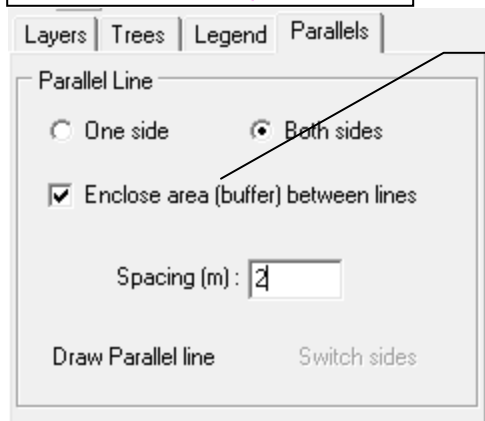 Layers Trees Legend Parallels
Parallel Line
One side Both sides
Enclose area (buffer) between lines
Spacing (m) : 2
Draw Parallel line Switch sides